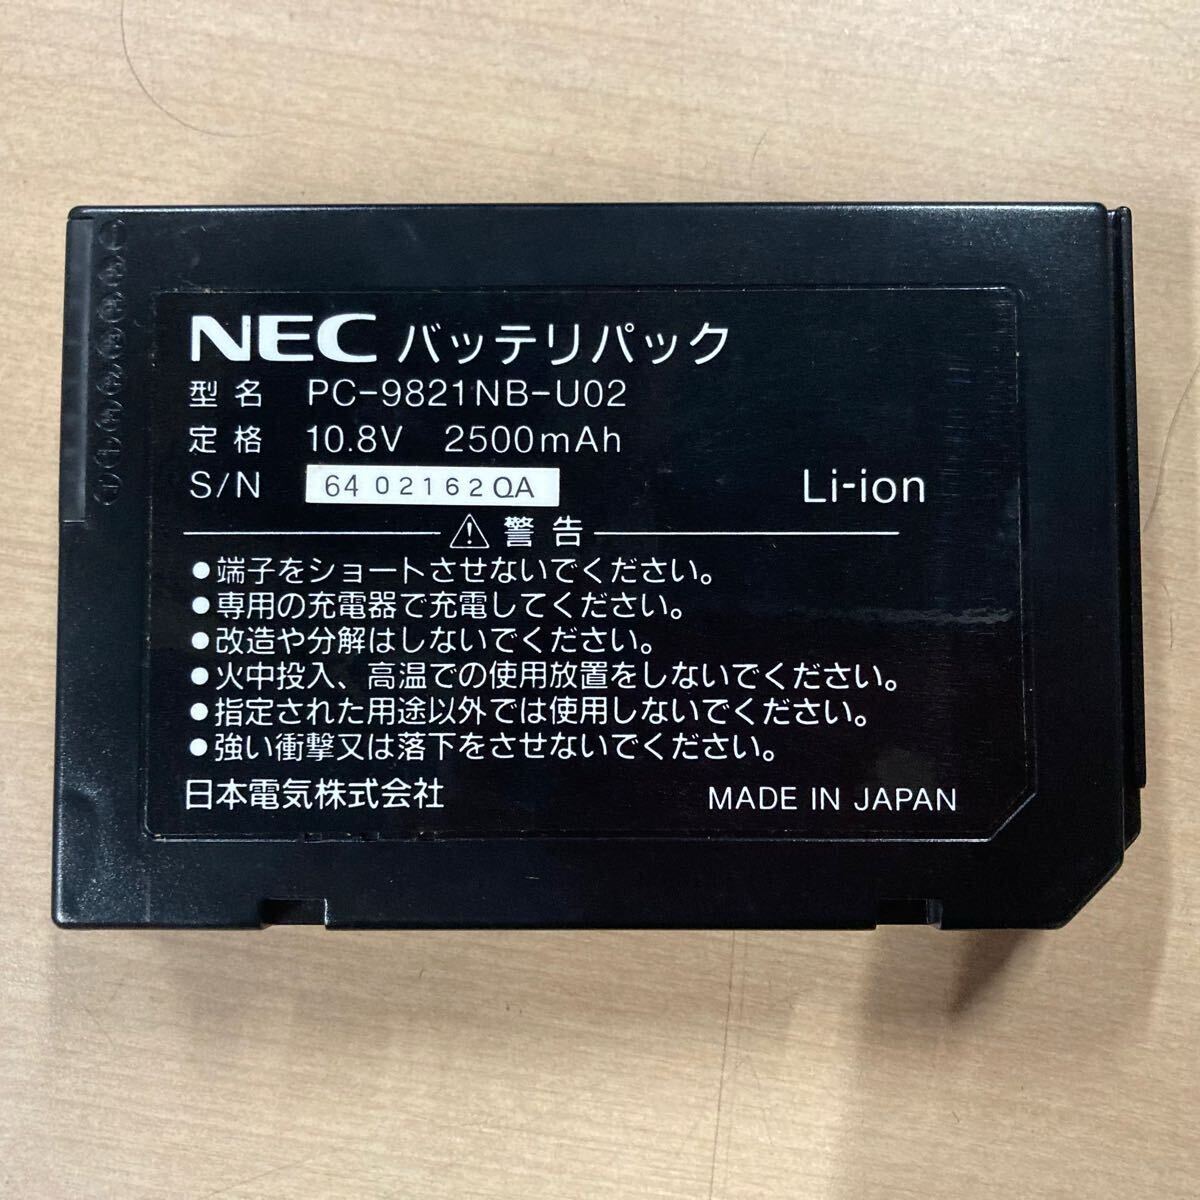 NEC バッテリパック
型名 PC-9821NB-U02
定格 10.8V 2500mAh
S/N 6402162QA
Li-ion
警告
●端子をショートさせないでください。
●専用の充電器で充電してください。
●改造や分解はしないでください。
●火中投入、高温での使用放置をしないでください。
●指定された用途以外では使用しないでください。
●強い衝撃又は落下をさせないでください。
日本電気株式会社 MADE IN JAPAN